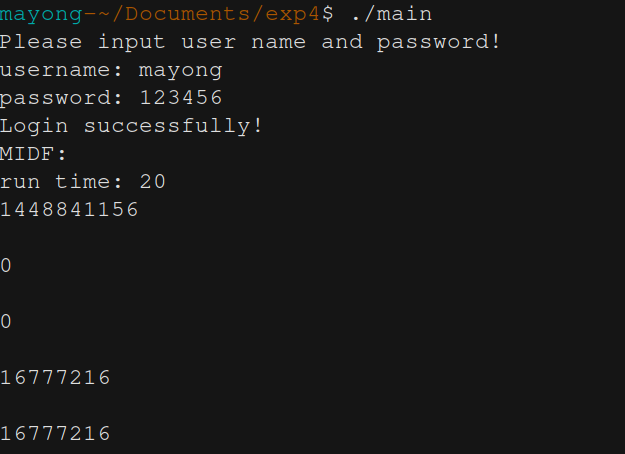 mayong-~/Documents/exp4$ ./main
Please input user name and password!
username: mayong
password: 123456
Login successfully!
MIDF:
run time: 20
1448841156
0
0
16777216
16777216